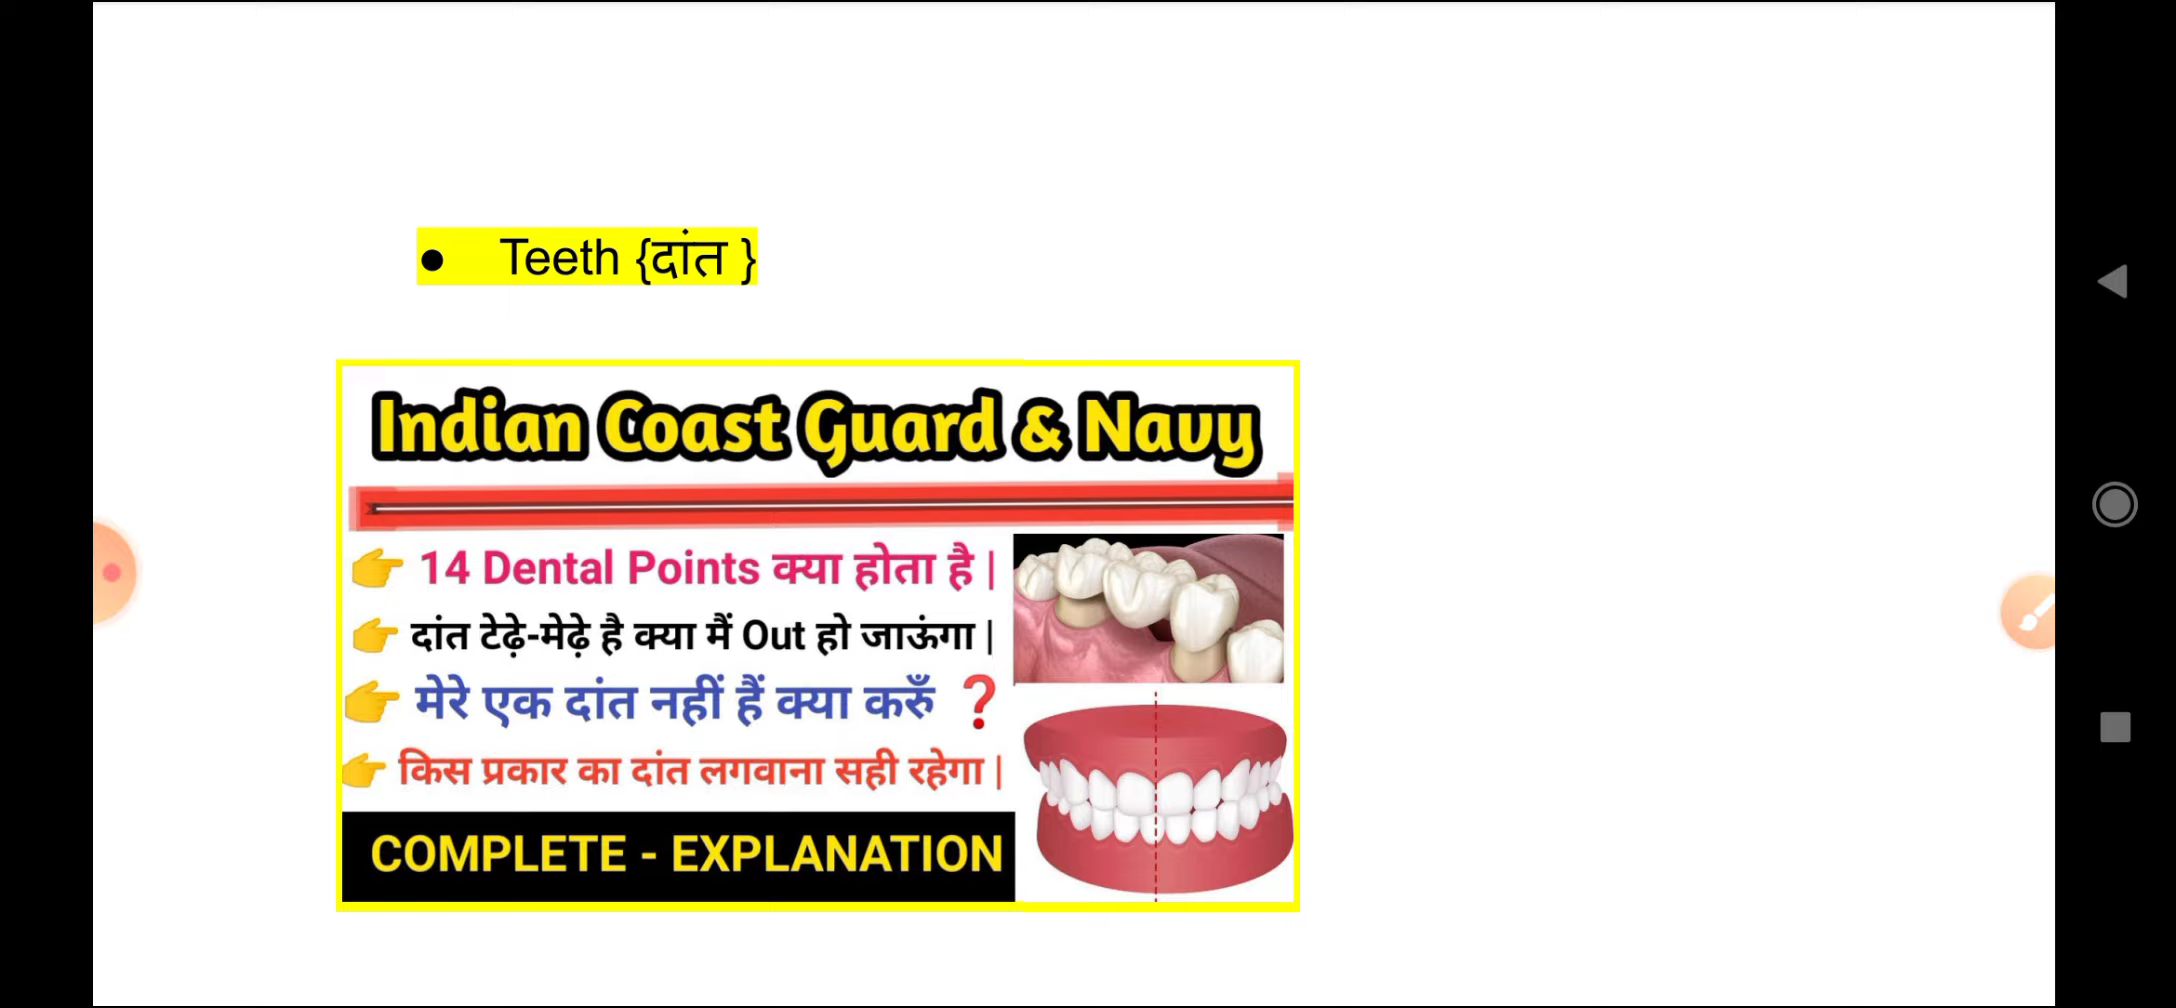 ● Teeth {दांत }
Indian Coast Guard & Navy
👉 14 Dental Points क्या होता है |
👉 दांत टेढ़े-मेढ़े है क्या मैं Out हो जाऊंगा |
👉 मेरे एक दांत नहीं हैं क्या करुँ ❓
👉 किस प्रकार का दांत लगवाना सही रहेगा |
COMPLETE - EXPLANATION